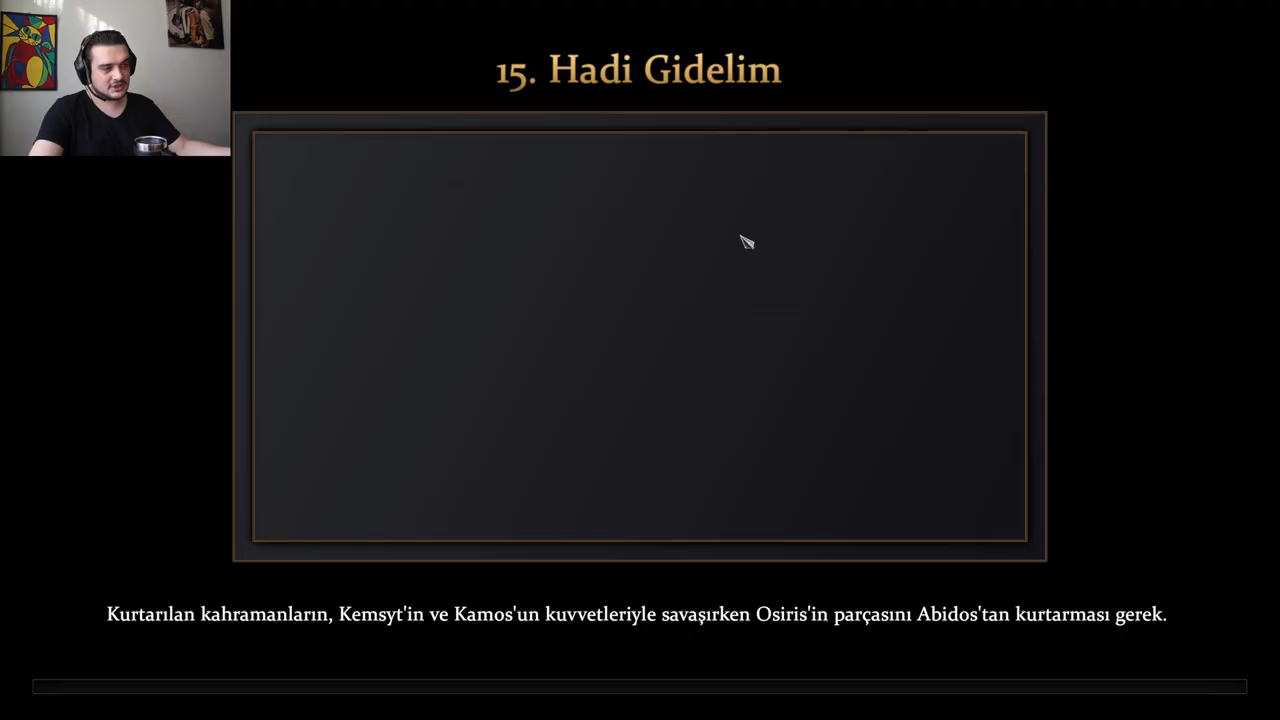 15. Hadi Gidelim
Kurtarılan kahramanların, Kemsyt'in ve Kamos'un kuvvetleriyle savaşırken Osiris'in parçasını Abidos'tan kurtarması gerek.